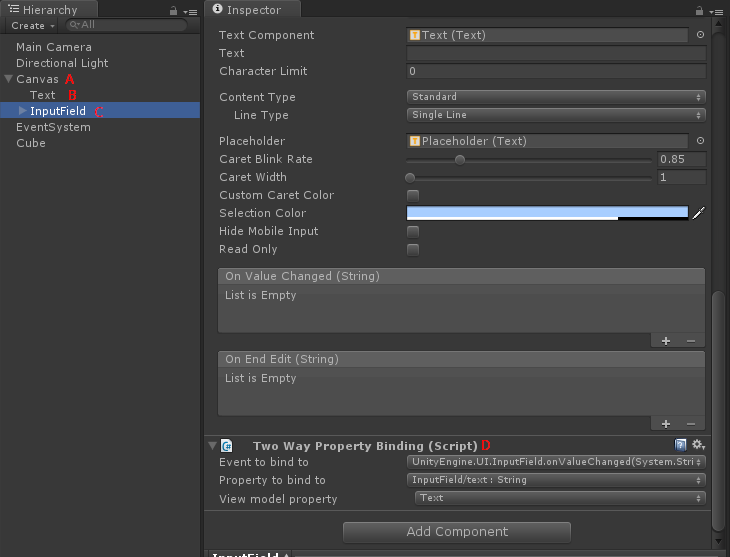 Hierarchy
Create
All
Main Camera
Directional Light
Canvas A
Text B
InputField C
EventSystem
Cube
Inspector
Text Component Text (Text)
Text
Character Limit 0
Content Type Standard
Line Type Single Line
Placeholder Placeholder (Text)
Caret Blink Rate 0.85
Caret Width 1
Custom Caret Color
Selection Color
Hide Mobile Input
Read Only
On Value Changed (String)
List is Empty
On End Edit (String)
List is Empty
Two Way Property Binding (Script) D
Event to bind to UnityEngine.UI.InputField.onValueChanged(System.Stri
Property to bind to InputField/text : String
View model property Text
Add Component
InputField